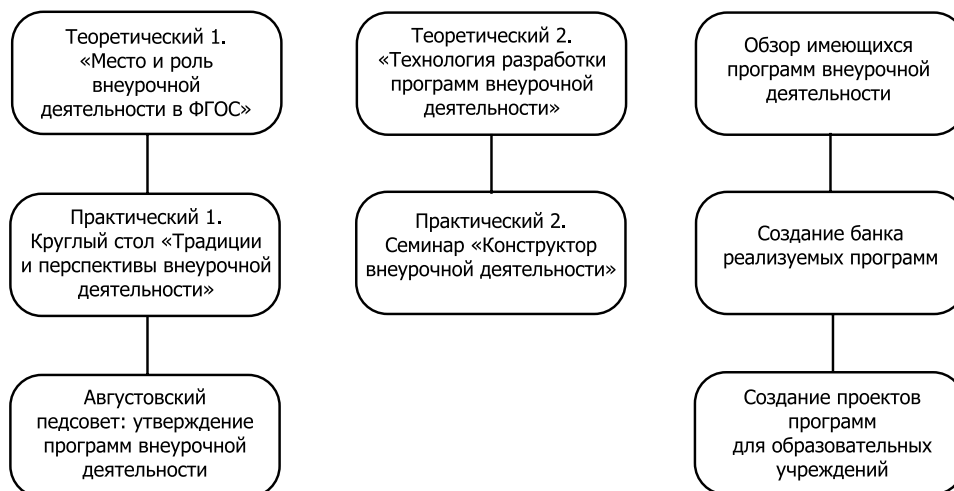 Теоретический 1.
«Место и роль
внеурочной
деятельности в ФГОС»
Теоретический 2.
«Технология разработки
программ внеурочной
деятельности»
Обзор имеющихся
программ внеурочной
деятельности
Практический 1.
Круглый стол «Традиции
и перспективы внеурочной
деятельности»
Практический 2.
Семинар «Конструктор
внеурочной деятельности»
Создание банка
реализуемых программ
Августовский
педсовет: утверждение
программ внеурочной
деятельности
Создание проектов
программ
для образовательных
учреждений